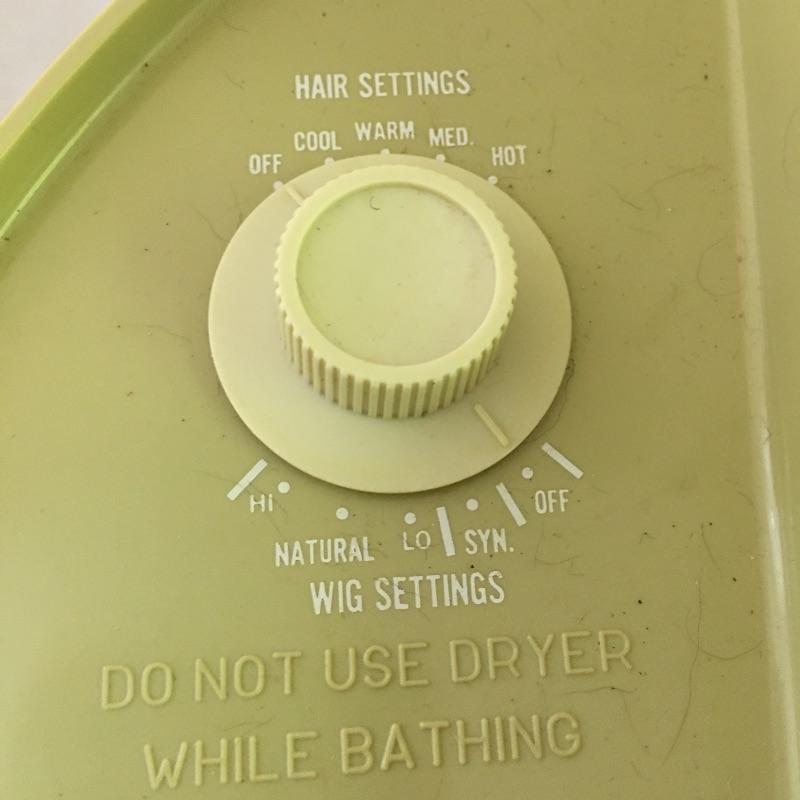 HAIR SETTINGS
OFF COOL WARM MED. HOT
HI NATURAL LO SYN. OFF
WIG SETTINGS
DO NOT USE DRYER
WHILE BATHING